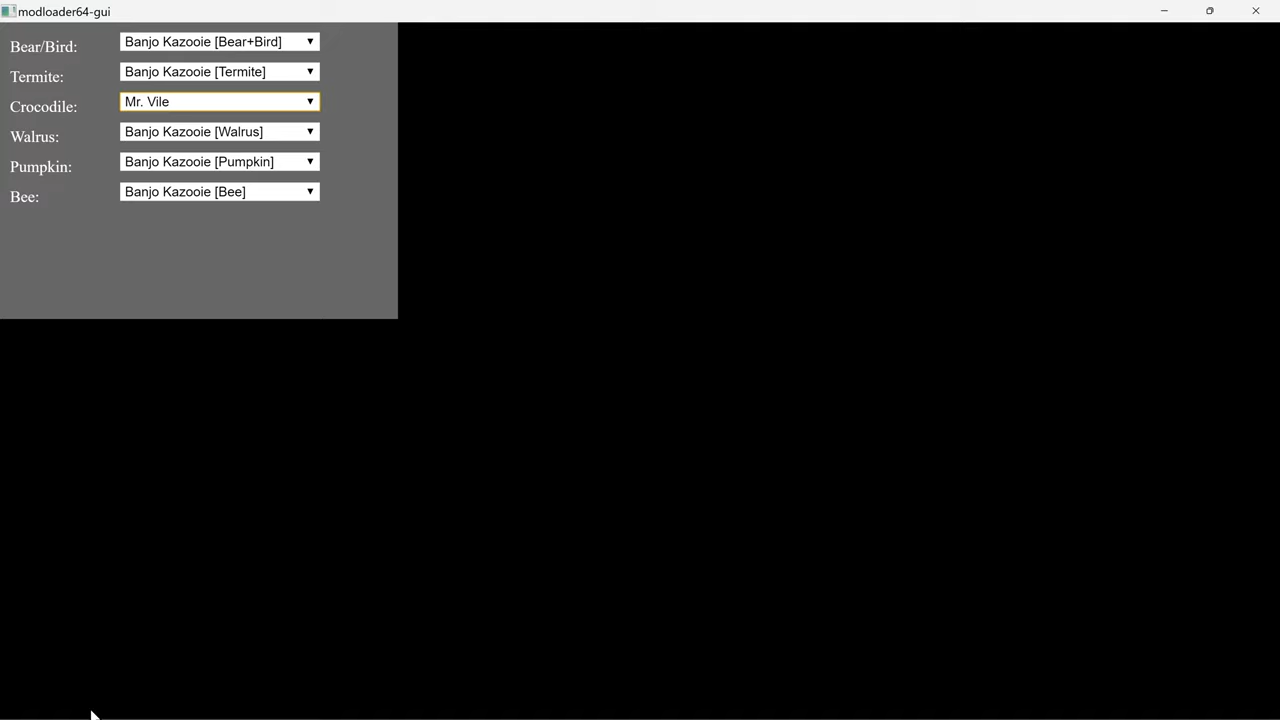 modloader64-gui
Bear/Bird: Banjo Kazooie [Bear+Bird]
Termite: Banjo Kazooie [Termite]
Crocodile: Mr. Vile
Walrus: Banjo Kazooie [Walrus]
Pumpkin: Banjo Kazooie [Pumpkin]
Bee: Banjo Kazooie [Bee]